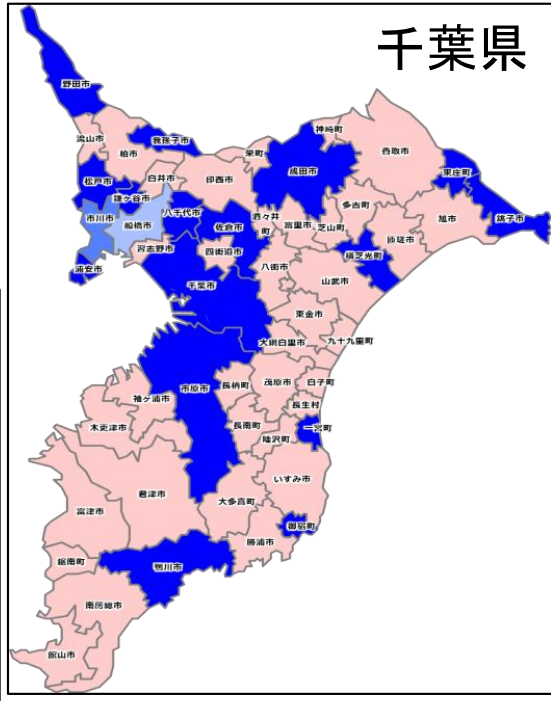 千葉県
野田市
流山市
柏市
我孫子市
松戸市
鎌ケ谷市
白井市
印西市
栄町
成田市
神崎町
香取市
東庄町
銚子市
旭市
匝瑳市
多古町
芝山町
富里市
酒々井
町
佐倉市
八千代市
船橋市
市川市
浦安市
習志野市
四街道市
千葉市
八街市
山武市
横芝光町
東金市
九十九里町
大網白里市
市原市
長柄町
茂原市
白子町
長生村
一宮町
長南町
睦沢町
いすみ市
袖ヶ浦市
木更津市
君津市
富津市
大多喜町
御宿町
勝浦市
鋸南町
鴨川市
南房総市
館山市